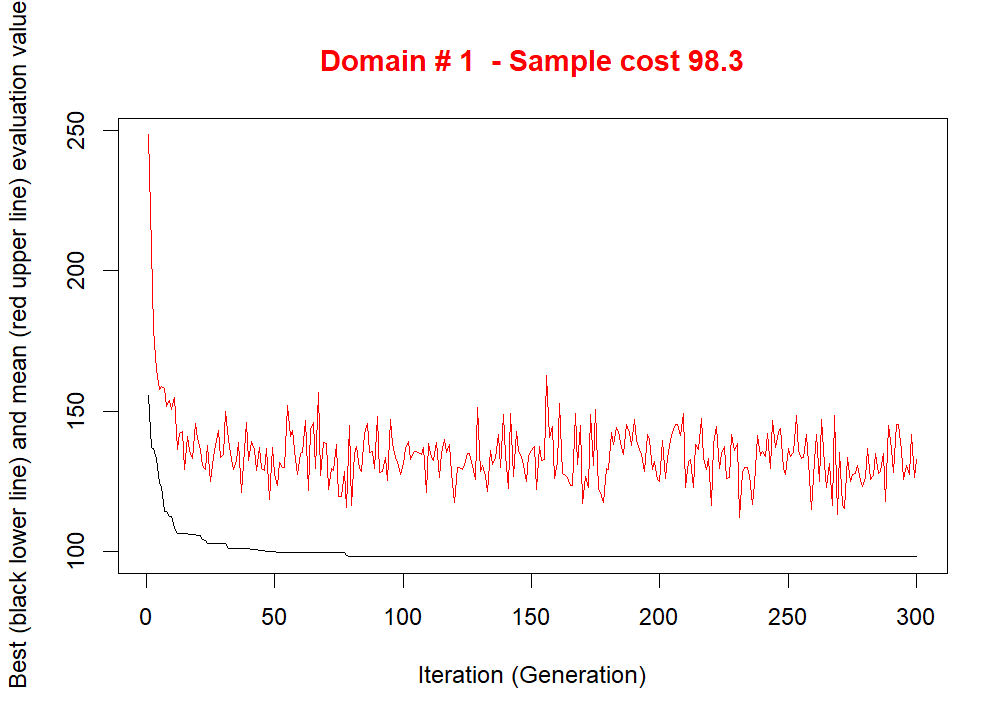 Domain # 1  - Sample cost 98.3
Best (black lower line) and mean (red upper line) evaluation value
250
200
150
100
0 50 100 150 200 250 300
Iteration (Generation)